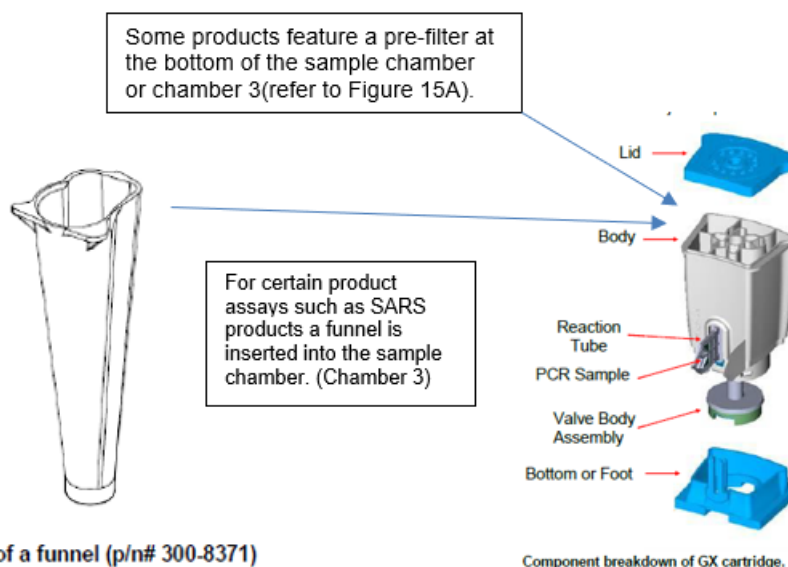 Some products feature a pre-filter at
the bottom of the sample chamber
or chamber 3(refer to Figure 15A).
Lid
Body
For certain product
assays such as SARS
products a funnel is
inserted into the sample
chamber. (Chamber 3)
Reaction
Tube
PCR Sample
Valve Body
Assembly
Bottom or Foot
of a funnel (p/n# 300-8371)
Component breakdown of GX cartridge.